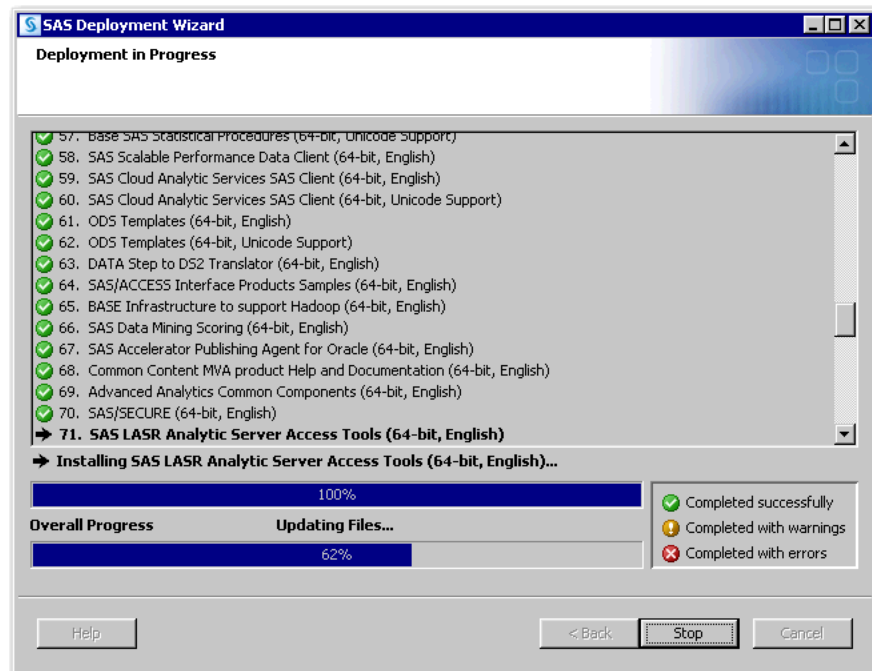 SAS Deployment Wizard
Deployment in Progress
57. Base SAS Statistical Procedures (64-bit, Unicode Support)
58. SAS Scalable Performance Data Client (64-bit, English)
59. SAS Cloud Analytic Services SAS Client (64-bit, English)
60. SAS Cloud Analytic Services SAS Client (64-bit, Unicode Support)
61. ODS Templates (64-bit, English)
62. ODS Templates (64-bit, Unicode Support)
63. DATA Step to DS2 Translator (64-bit, English)
64. SAS/ACCESS Interface Products Samples (64-bit, English)
65. BASE Infrastructure to support Hadoop (64-bit, English)
66. SAS Data Mining Scoring (64-bit, English)
67. SAS Accelerator Publishing Agent for Oracle (64-bit, English)
68. Common Content MVA product Help and Documentation (64-bit, English)
69. Advanced Analytics Common Components (64-bit, English)
70. SAS/SECURE (64-bit, English)
71. SAS LASR Analytic Server Access Tools (64-bit, English)
Installing SAS LASR Analytic Server Access Tools (64-bit, English)...
100%
Overall Progress Updating Files...
62%
Completed successfully
Completed with warnings
Completed with errors
Help < Back Stop Cancel